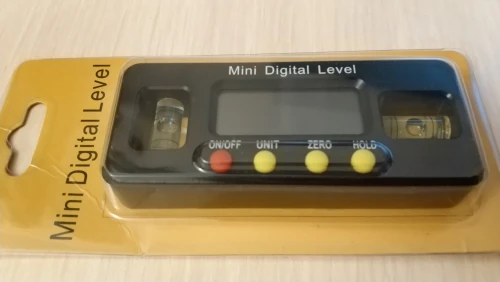 Mini Digital Level
Mini Digital Level
ON/OFF UNIT ZERO HOLD